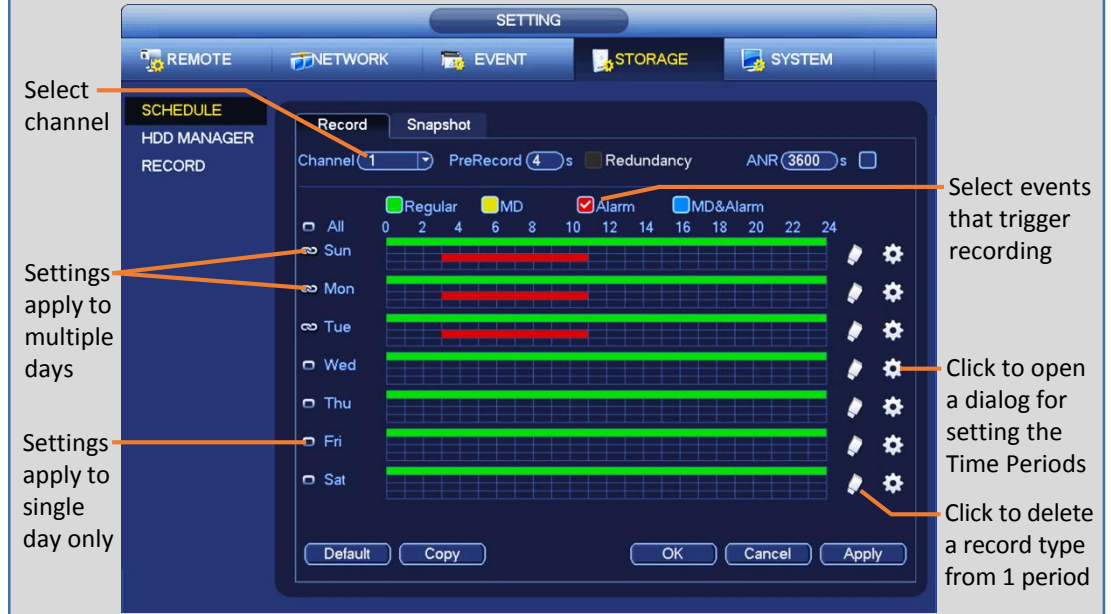 SETTING
REMOTE NETWORK EVENT STORAGE SYSTEM
Select
channel
SCHEDULE
HDD MANAGER
RECORD
Record Snapshot
Channel 1 PreRecord 4 s Redundancy ANR 3600 s
Regular MD Alarm MD&Alarm
Select events
that trigger
recording
All 0 2 4 6 8 10 12 14 16 18 20 22 24
Sun
Mon
Tue
Wed
Thu
Fri
Sat
Settings
apply to
multiple
days
Settings
apply to
single
day only
Click to open
a dialog for
setting the
Time Periods
Click to delete
a record type
from 1 period
Default Copy OK Cancel Apply